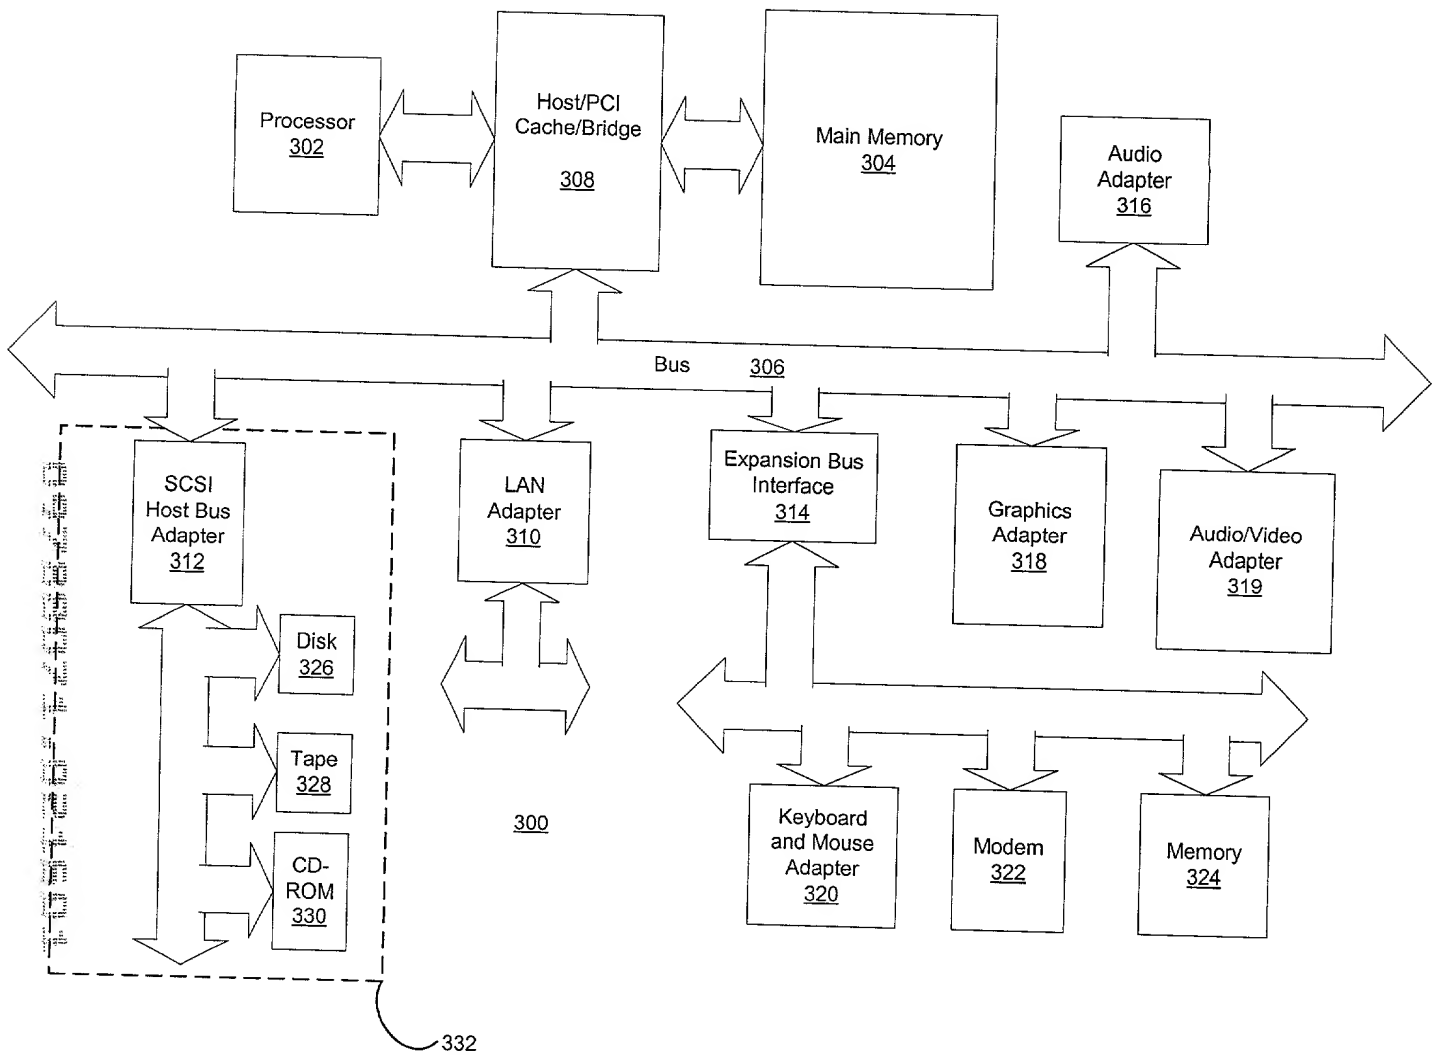 Processor
302
Host/PCI
Cache/Bridge
308
Main Memory
304
Audio
Adapter
316
Bus 306
SCSI
Host Bus
Adapter
312
LAN
Adapter
310
Expansion Bus
Interface
314
Graphics
Adapter
318
Audio/Video
Adapter
319
Disk
326
Tape
328
CD-
ROM
330
300
Keyboard
and Mouse
Adapter
320
Modem
322
Memory
324
332